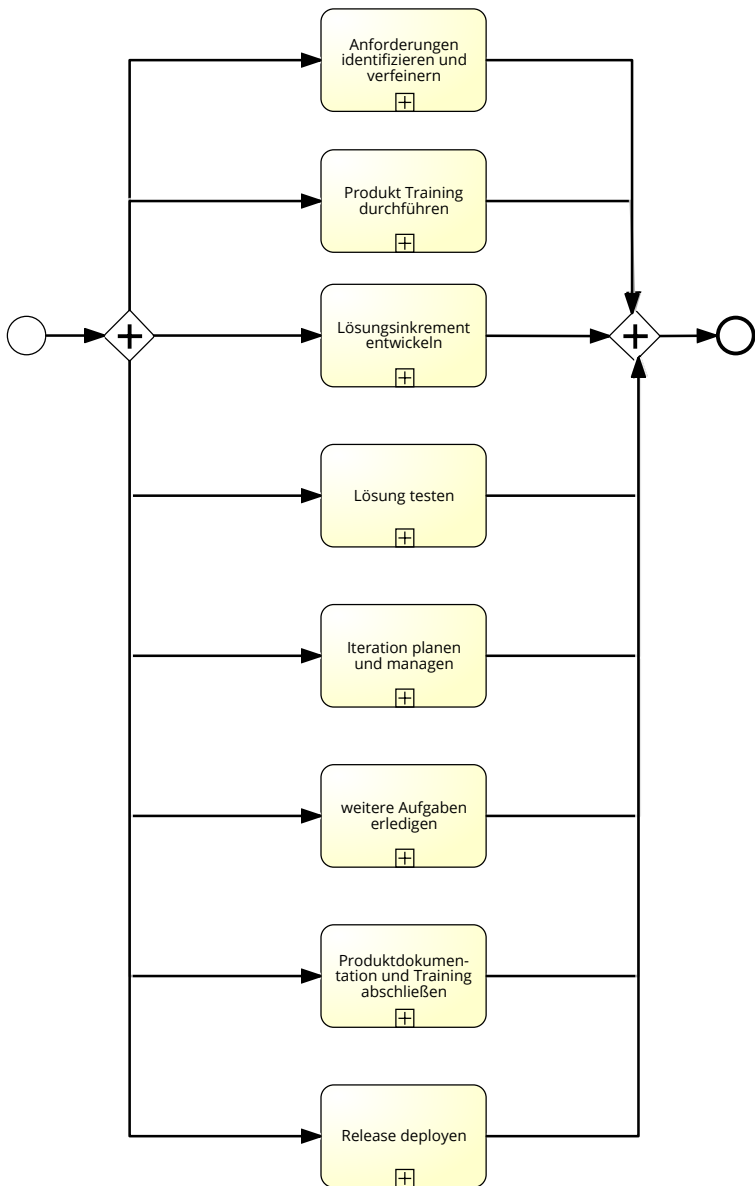 Anforderungen
identifizieren und
verfeinern
Produkt Training
durchführen
Lösungsinkrement
entwickeln
Lösung testen
Iteration planen
und managen
weitere Aufgaben
erledigen
Produktdokumen-
tation und Training
abschließen
Release deployen